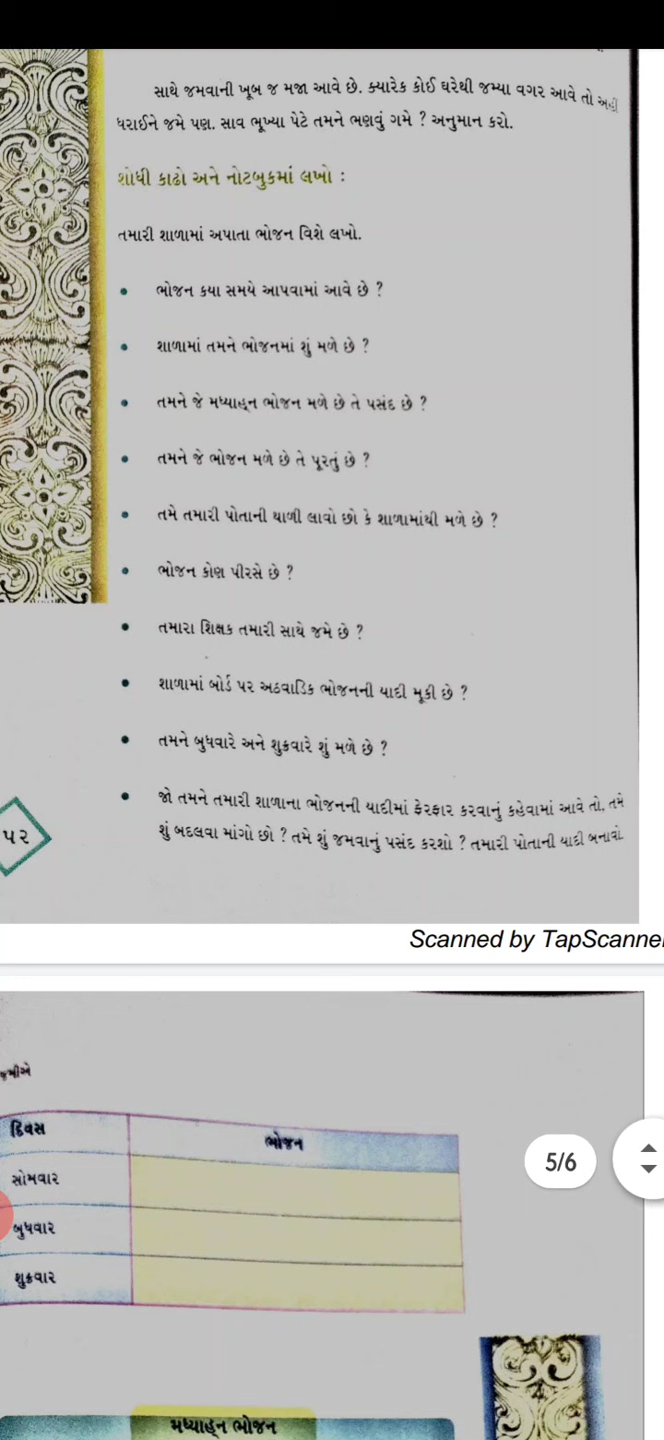 સાથે જમવાની ખૂબ જ મજા આવે છે. ક્યારેક કોઈ ઘરેથી જમ્યા વગર આવે તો અહીં
ધરાઈને જમે પણ. સાવ ભૂખ્યા પેટે તમને ભણવું ગમે ? અનુમાન કરો.
શોધી કાઢો અને નોટબુકમાં લખો :
તમારી શાળામાં અપાતા ભોજન વિશે લખો.
• ભોજન કયા સમયે આપવામાં આવે છે ?
• શાળામાં તમને ભોજનમાં શું મળે છે ?
• તમને જે મધ્યાહ્ન ભોજન મળે છે તે પસંદ છે ?
• તમને જે ભોજન મળે છે તે પૂરતું છે ?
• તમે તમારી પોતાની થાળી લાવો છો કે શાળામાંથી મળે છે ?
• ભોજન કોણ પીરસે છે ?
• તમારા શિક્ષક તમારી સાથે જમે છે ?
• શાળામાં બોર્ડ પર અઠવાડિક ભોજનની યાદી મૂકી છે ?
• તમને બુધવારે અને શુક્રવારે શું મળે છે ?
• જો તમને તમારી શાળાના ભોજનની યાદીમાં ફેરફાર કરવાનું કહેવામાં આવે તો, તમે
શું બદલવા માંગો છો ? તમે શું જમવાનું પસંદ કરશો ? તમારી પોતાની યાદી બનાવો.
૫૨
Scanned by TapScanne
જમીએ
દિવસ ભોજન
5/6
સોમવાર
બુધવાર
શુક્રવાર
મધ્યાહ્ન ભોજન